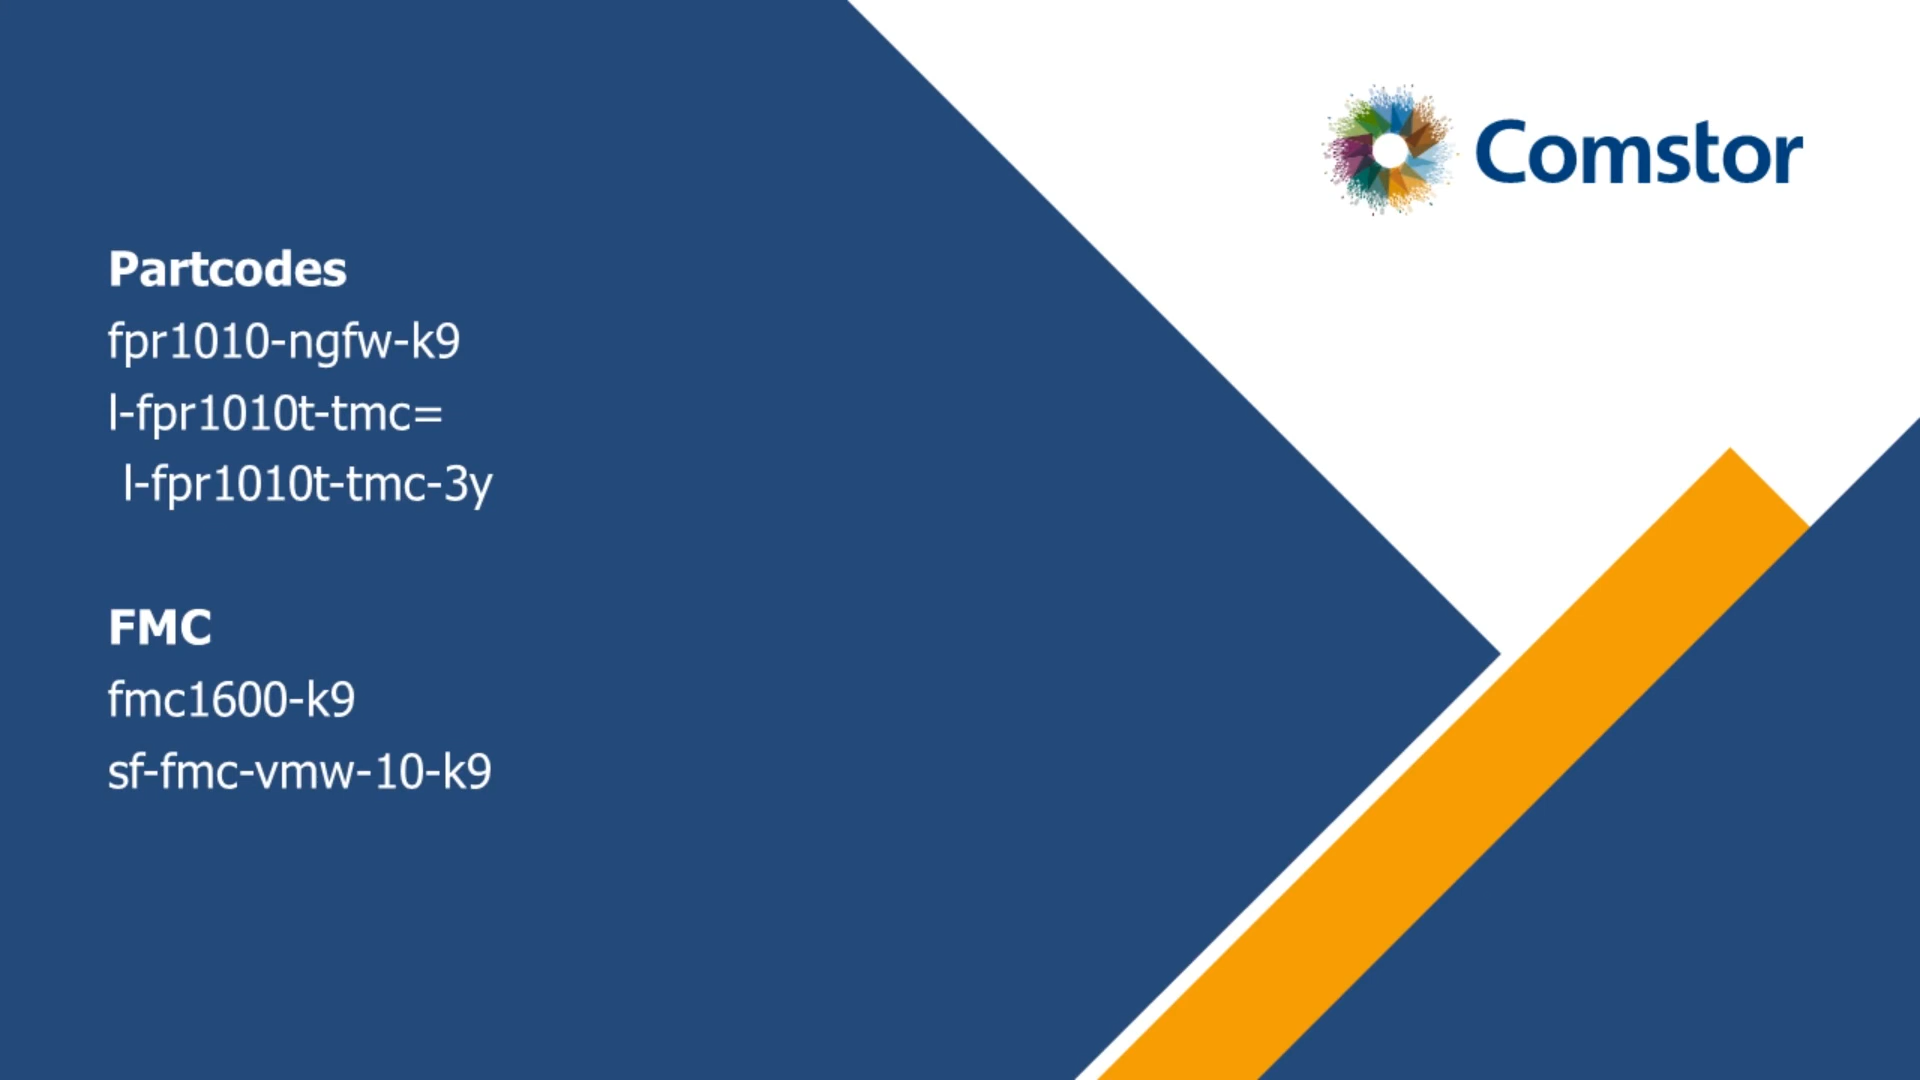 Comstor
Partcodes
fpr1010-ngfw-k9
l-fpr1010t-tmc=
l-fpr1010t-tmc-3y
FMC
fmc1600-k9
sf-fmc-vmw-10-k9